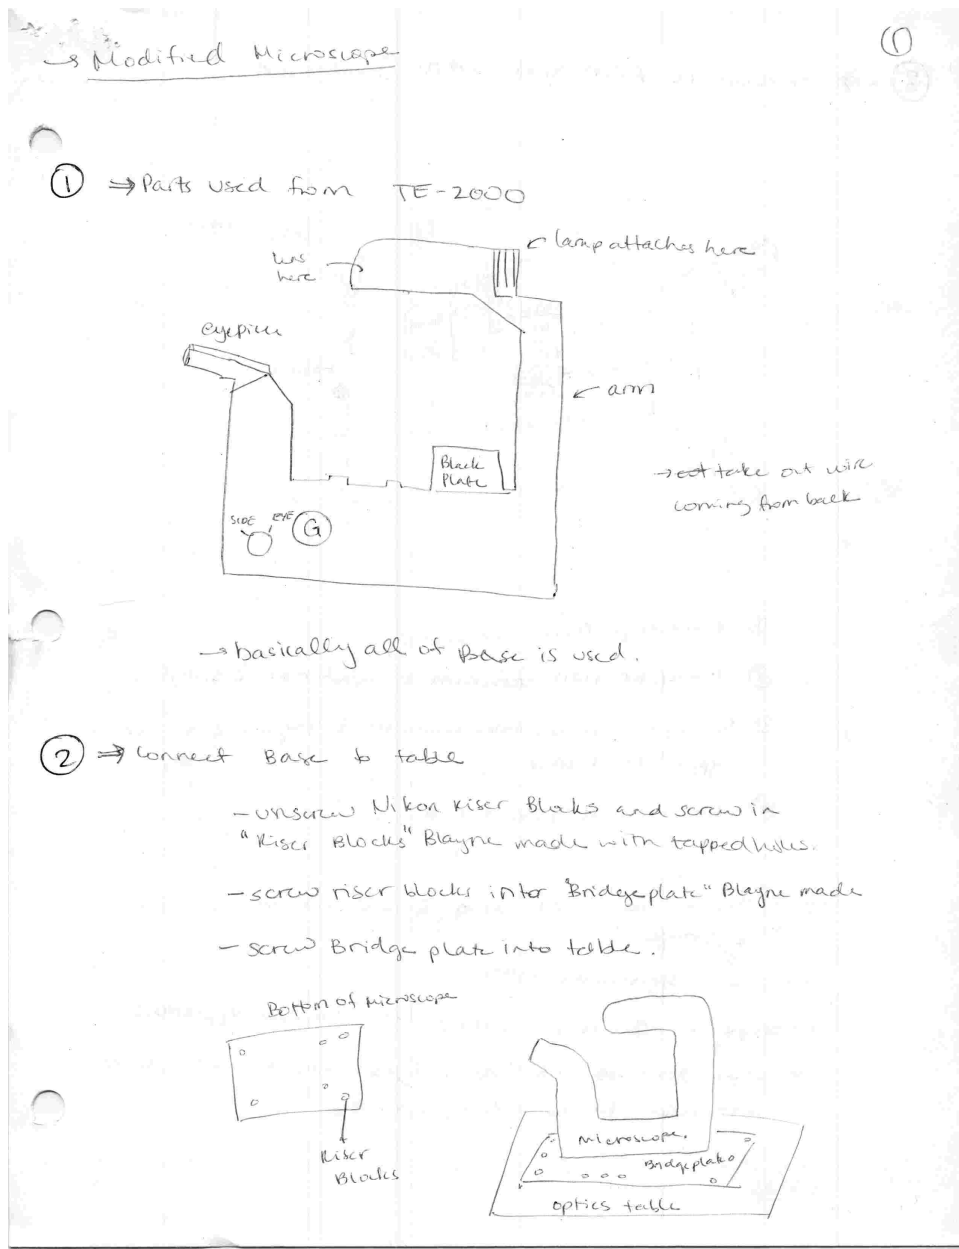 ①
→ Modified Microscope
① ⇒ Parts used from TE-2000
lamp attaches here
lens
here
eyepiece
← arm
Black
Plate
→ take out wire
coming from back
SIDE EYE G
→ basically all of Base is used.
② ⇒ Connect Base to table
- unscrew Nikon Riser Blocks and screw in
"Riser Blocks" Blayne made with tapped holes.
- screw riser blocks into "Bridgeplate" Blayne made
- screw Bridge plate into table.
Bottom of Microscope
Riser
Blocks
Microscope.
Bridgeplate
optics table